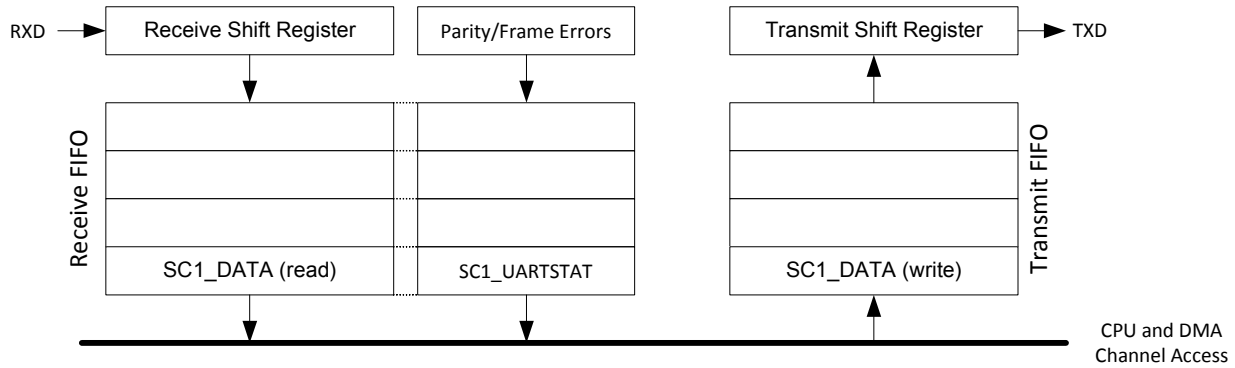 RXD
Receive Shift Register
Parity/Frame Errors
Transmit Shift Register
TXD
Receive FIFO
SC1_DATA (read)
SC1_UARTSTAT
SC1_DATA (write)
Transmit FIFO
CPU and DMA
Channel Access